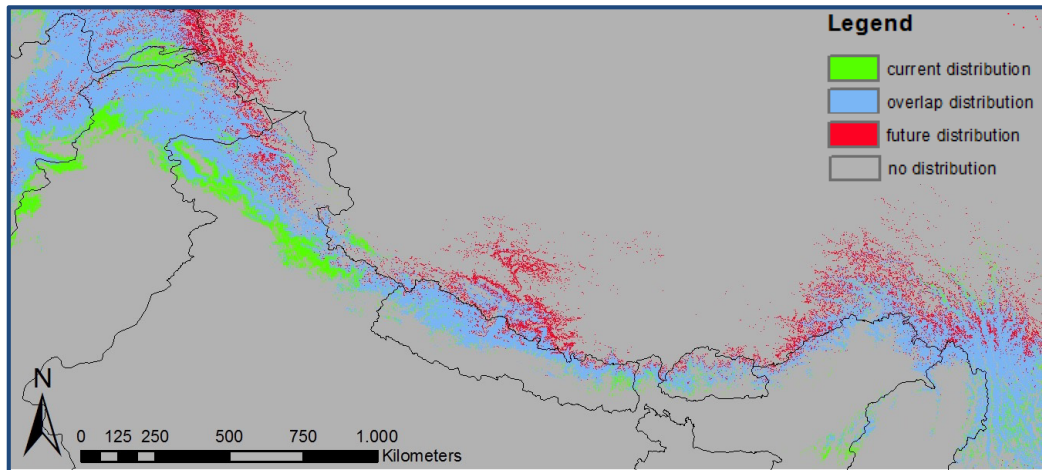 Legend
current distribution
overlap distribution
future distribution
no distribution
N
0 125 250 500 750 1.000
Kilometers